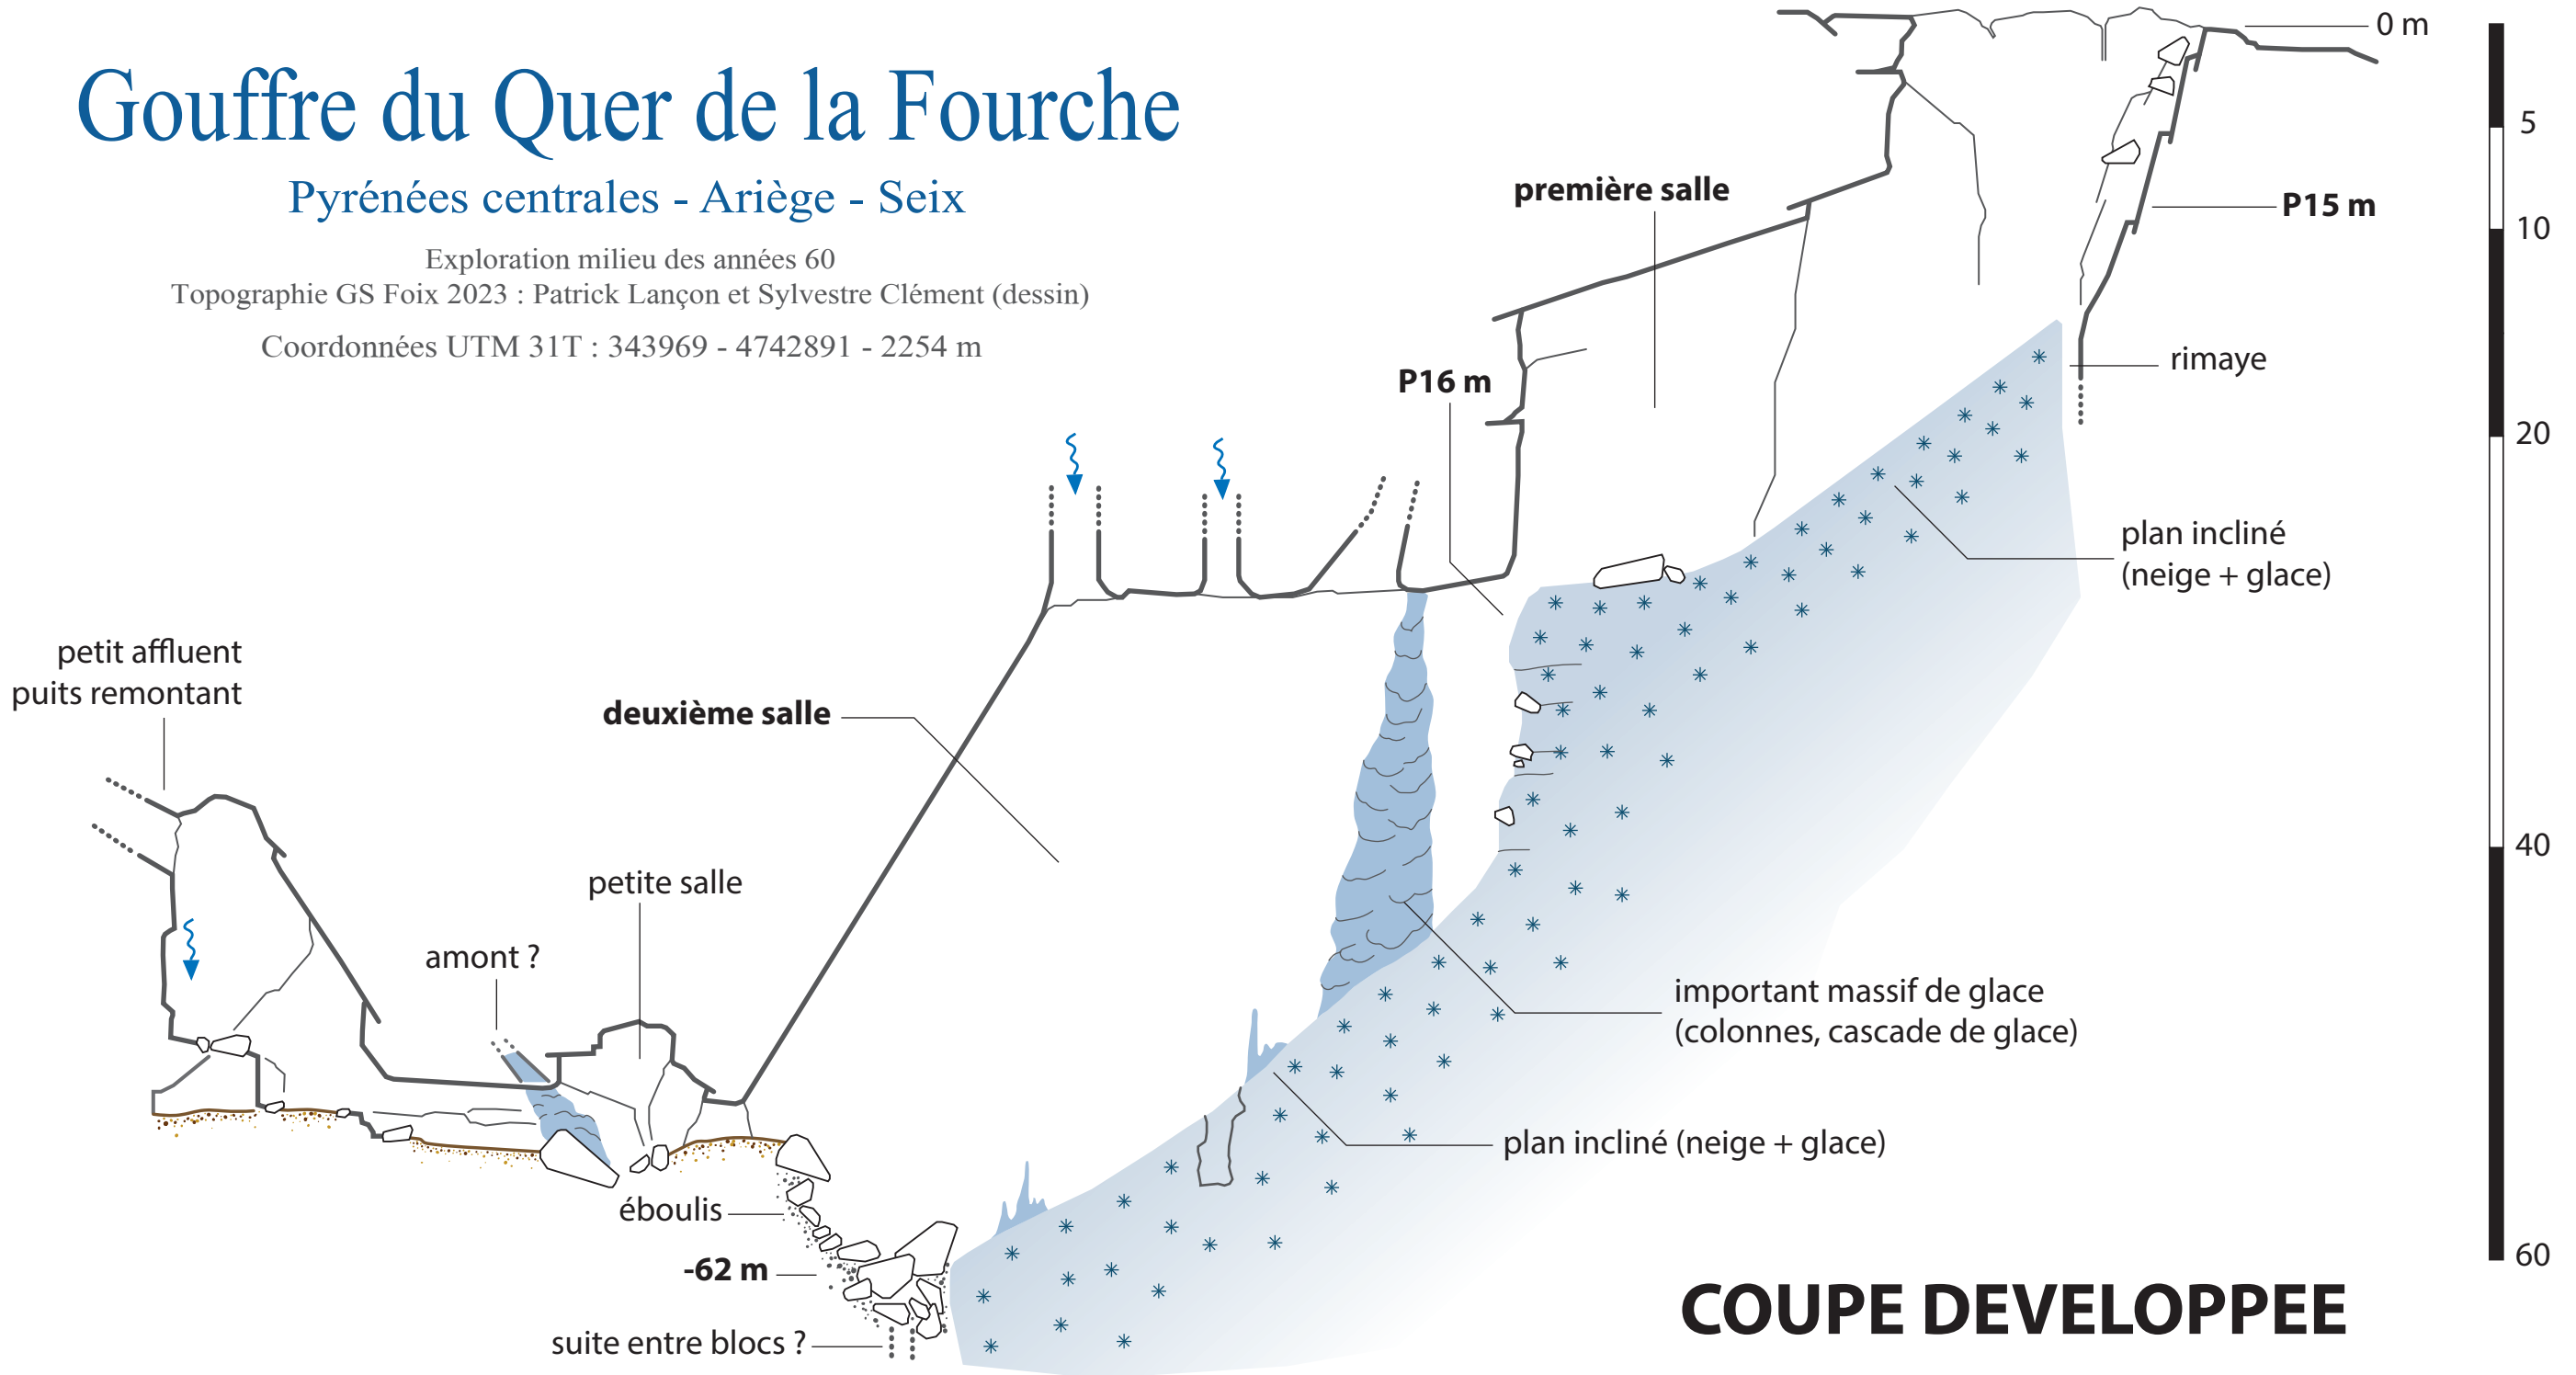 Gouffre du Quer de la Fourche
Pyrénées centrales - Ariège - Seix
Exploration milieu des années 60
Topographie GS Foix 2023 : Patrick Lançon et Sylvestre Clément (dessin)
Coordonnées UTM 31T : 343969 - 4742891 - 2254 m
0 m
5
première salle
P15 m
10
rimaye
P16 m
20
plan incliné
(neige + glace)
petit affluent
puits remontant
deuxième salle
40
petite salle
amont ?
important massif de glace
(colonnes, cascade de glace)
plan incliné (neige + glace)
éboulis
-62 m
60
suite entre blocs ?
COUPE DEVELOPPEE